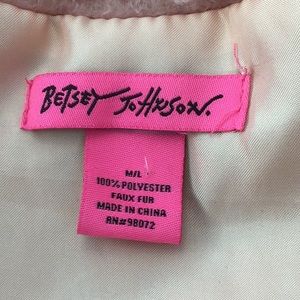 BETSEY JOHNSON.
M/L
100% POLYESTER
FAUX FUR
MADE IN CHINA
RN#98072